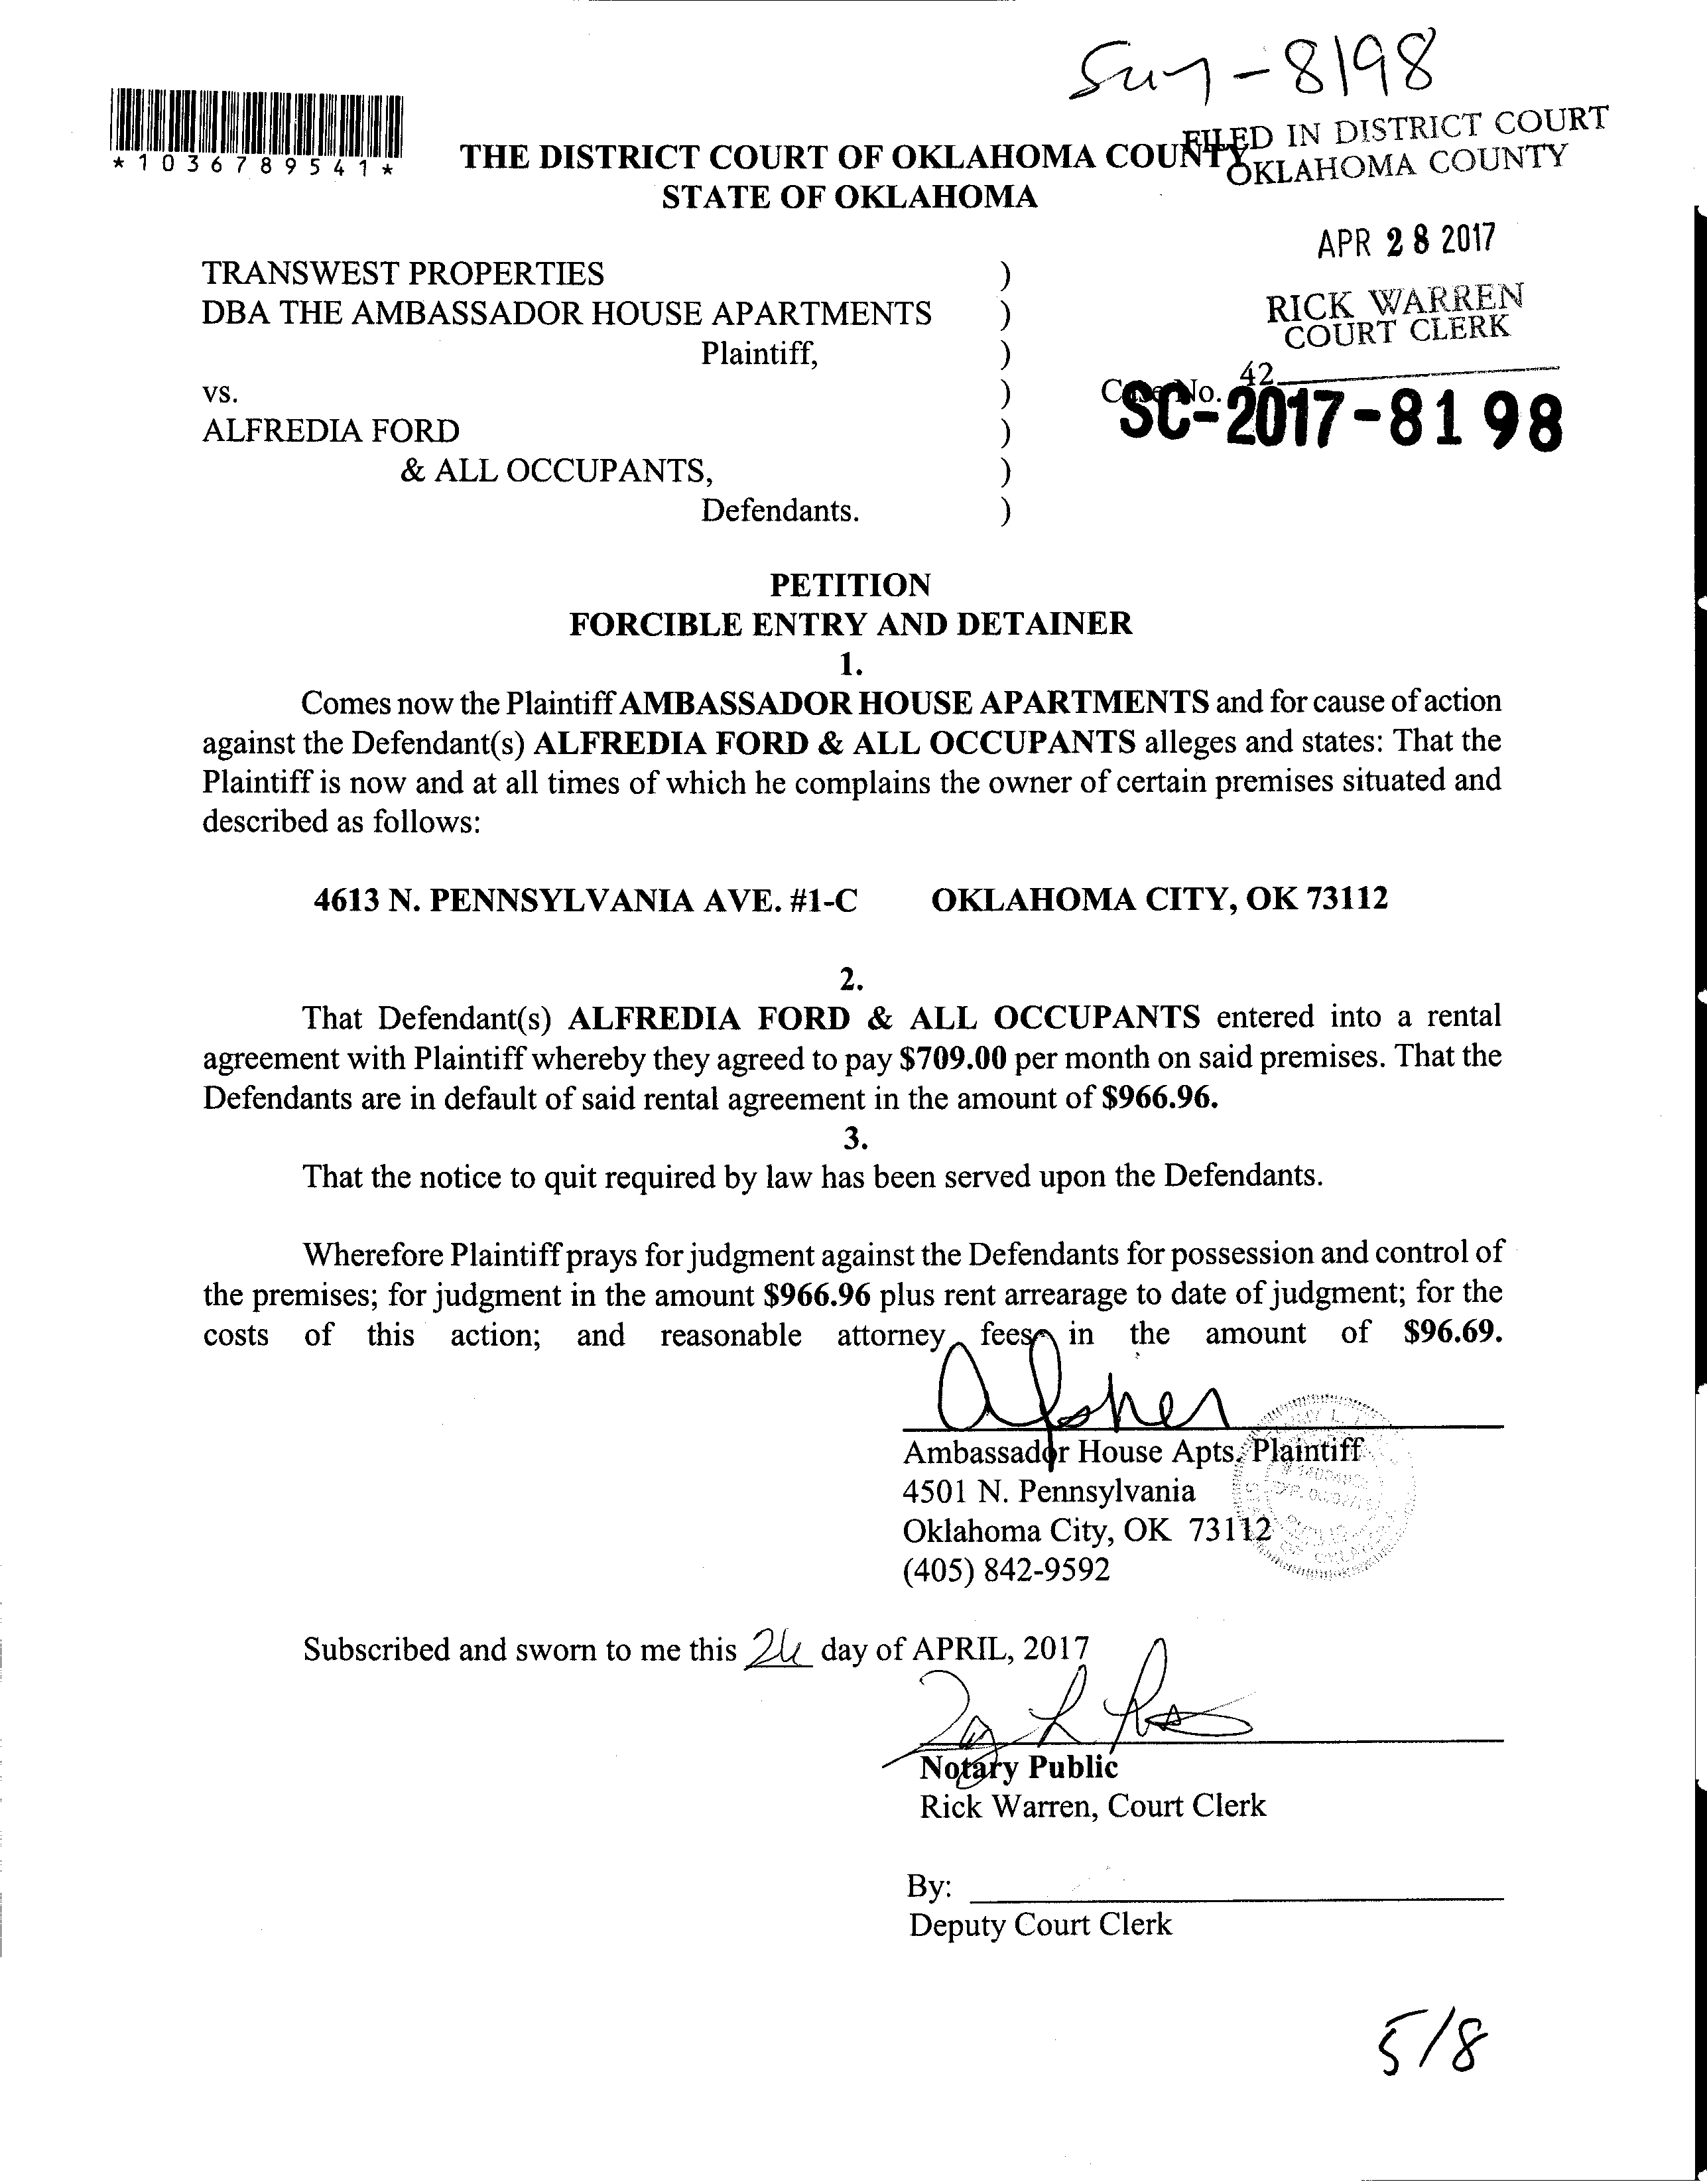 Sum-8198
*1036789541*
FILED IN DISTRICT COURT
OKLAHOMA COUNTY
THE DISTRICT COURT OF OKLAHOMA COUNTY
STATE OF OKLAHOMA
APR 28 2017
RICK WARREN
COURT CLERK
42
TRANSWEST PROPERTIES )
DBA THE AMBASSADOR HOUSE APARTMENTS )
Plaintiff, )
vs. ) Case No.
SC-2017-8198
ALFREDIA FORD )
& ALL OCCUPANTS, )
Defendants. )
PETITION
FORCIBLE ENTRY AND DETAINER
1.
Comes now the Plaintiff AMBASSADOR HOUSE APARTMENTS and for cause of action
against the Defendant(s) ALFREDIA FORD & ALL OCCUPANTS alleges and states: That the
Plaintiff is now and at all times of which he complains the owner of certain premises situated and
described as follows:
4613 N. PENNSYLVANIA AVE. #1-C OKLAHOMA CITY, OK 73112
2.
That Defendant(s) ALFREDIA FORD & ALL OCCUPANTS entered into a rental
agreement with Plaintiff whereby they agreed to pay $709.00 per month on said premises. That the
Defendants are in default of said rental agreement in the amount of $966.96.
3.
That the notice to quit required by law has been served upon the Defendants.
Wherefore Plaintiff prays for judgment against the Defendants for possession and control of
the premises; for judgment in the amount $966.96 plus rent arrearage to date of judgment; for the
costs of this action; and reasonable attorney fees in the amount of $96.69.
Ambassador House Apts. Plaintiff
4501 N. Pennsylvania
Oklahoma City, OK 73112
(405) 842-9592
Subscribed and sworn to me this day of APRIL, 2017
Notary Public
Rick Warren, Court Clerk
By:
Deputy Court Clerk
5/8